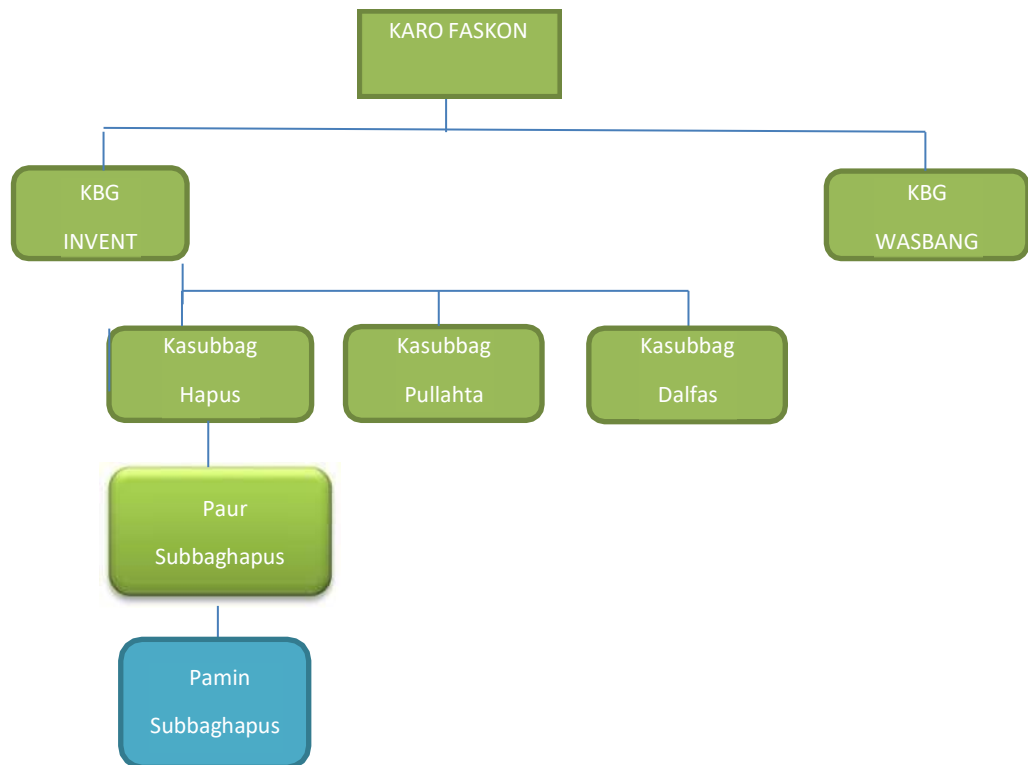 KARO FASKON
KBG
INVENT
KBG
WASBANG
Kasubbag
Hapus
Kasubbag
Pullahta
Kasubbag
Dalfas
Paur
Subbaghapus
Pamin
Subbaghapus